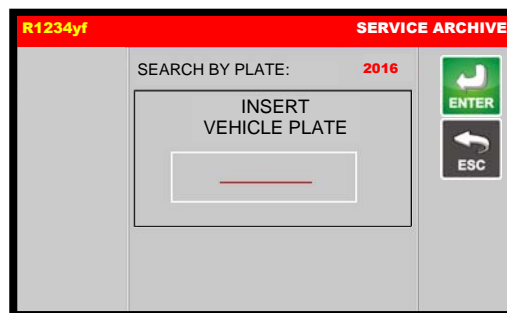 R1234yf SERVICE ARCHIVE
SEARCH BY PLATE: 2016
ENTER
INSERT
VEHICLE PLATE
ESC